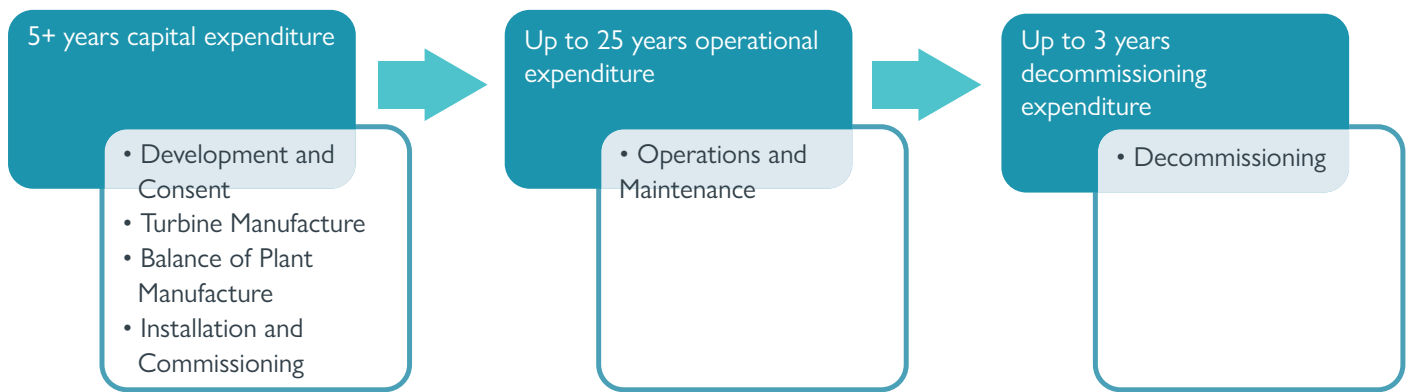 5+ years capital expenditure
• Development and
Consent
• Turbine Manufacture
• Balance of Plant
Manufacture
• Installation and
Commissioning
Up to 25 years operational
expenditure
• Operations and
Maintenance
Up to 3 years
decommissioning
expenditure
• Decommissioning